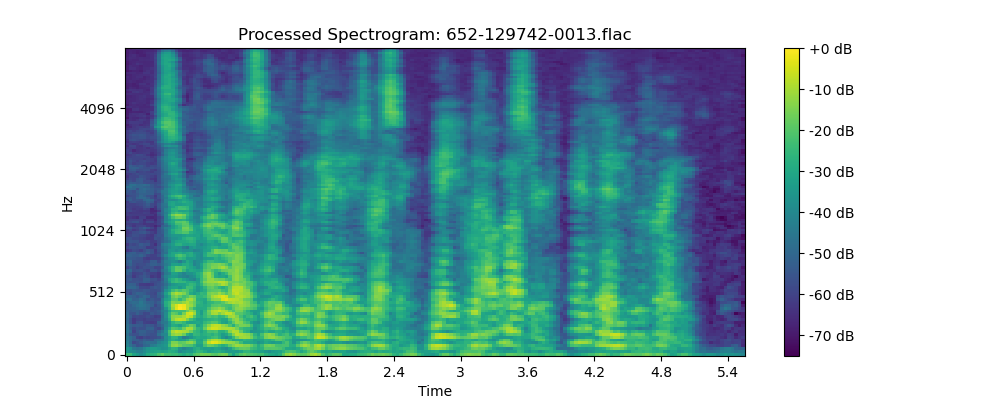 Processed Spectrogram: 652-129742-0013.flac
Hz
4096
2048
1024
512
0
0 0.6 1.2 1.8 2.4 3 3.6 4.2 4.8 5.4
Time
+0 dB
-10 dB
-20 dB
-30 dB
-40 dB
-50 dB
-60 dB
-70 dB